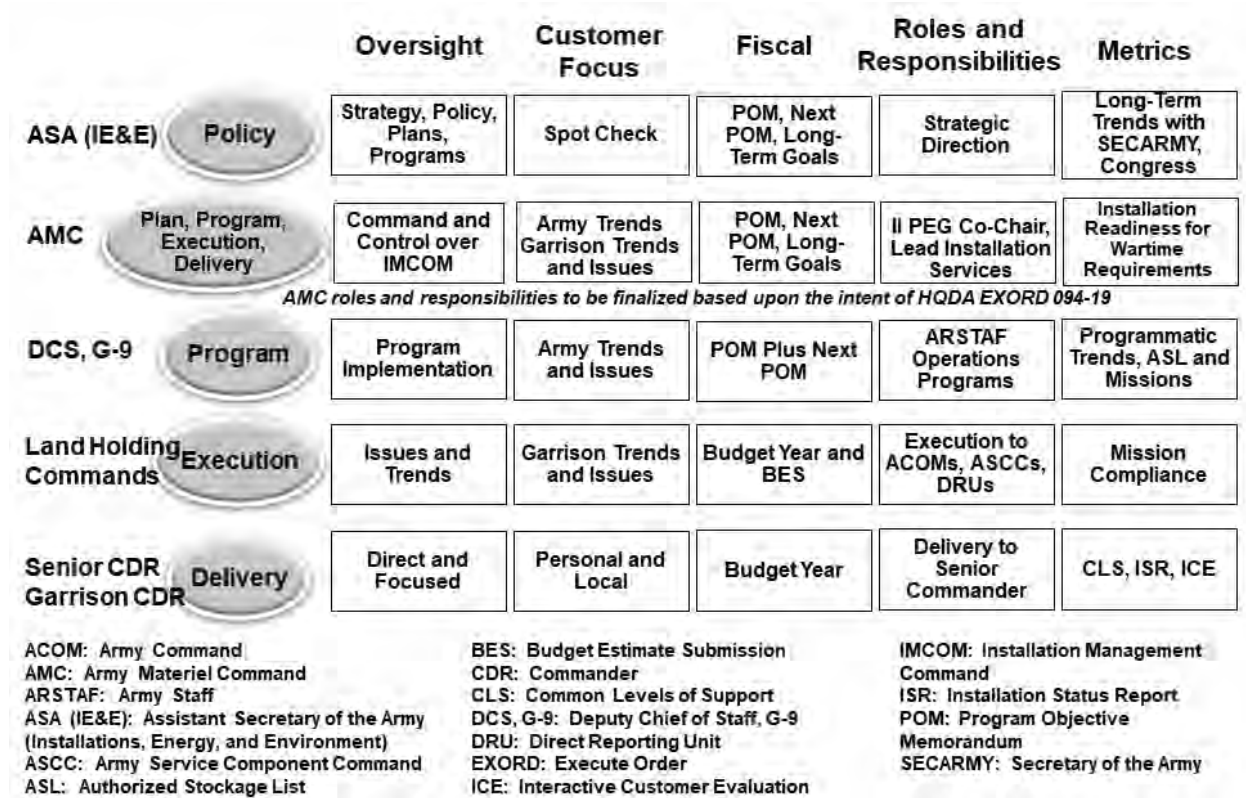 Oversight
Customer
Focus
Fiscal
Roles and
Responsibilities
Metrics
ASA (IE&E)
Policy
Strategy, Policy,
Plans,
Programs
Spot Check
POM, Next
POM, Long-
Term Goals
Strategic
Direction
Long-Term
Trends with
SECARMY,
Congress
AMC
Plan, Program,
Execution,
Delivery
Command and
Control over
IMCOM
Army Trends
Garrison Trends
and Issues
POM, Next
POM, Long-
Term Goals
II PEG Co-Chair,
Lead Installation
Services
Installation
Readiness for
Wartime
Requirements
AMC roles and responsibilities to be finalized based upon the intent of HQDA EXORD 094-19
DCS, G-9
Program
Program
Implementation
Army Trends
and Issues
POM Plus Next
POM
ARSTAF
Operations
Programs
Programmatic
Trends, ASL and
Missions
Land Holding
Commands
Execution
Issues and
Trends
Garrison Trends
and Issues
Budget Year and
BES
Execution to
ACOMs, ASCCs,
DRUs
Mission
Compliance
Senior CDR
Garrison CDR
Delivery
Direct and
Focused
Personal and
Local
Budget Year
Delivery to
Senior
Commander
CLS, ISR, ICE
ACOM: Army Command
AMC: Army Materiel Command
ARSTAF: Army Staff
ASA (IE&E): Assistant Secretary of the Army
(Installations, Energy, and Environment)
ASCC: Army Service Component Command
ASL: Authorized Stockage List
BES: Budget Estimate Submission
CDR: Commander
CLS: Common Levels of Support
DCS, G-9: Deputy Chief of Staff, G-9
DRU: Direct Reporting Unit
EXORD: Execute Order
ICE: Interactive Customer Evaluation
IMCOM: Installation Management
Command
ISR: Installation Status Report
POM: Program Objective
Memorandum
SECARMY: Secretary of the Army